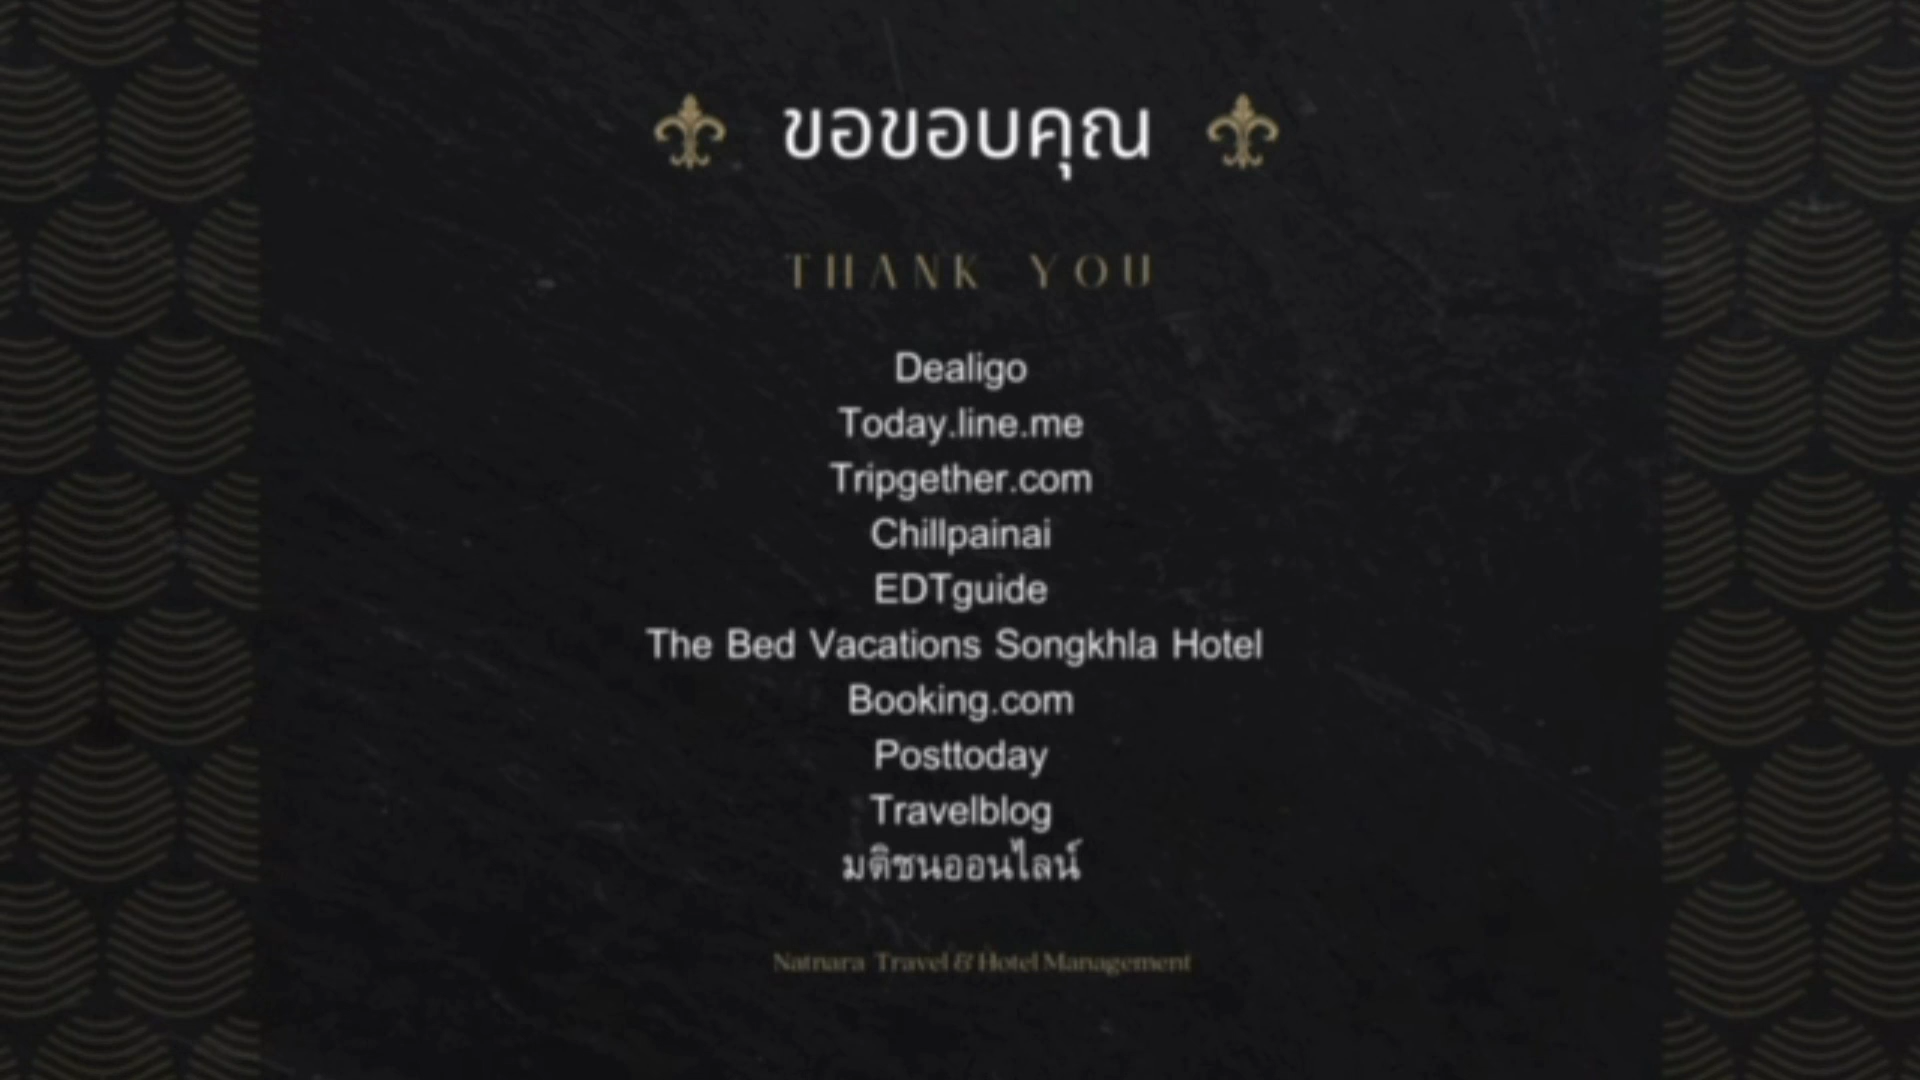 ขอขอบคุณ
THANK YOU
Dealigo
Today.line.me
Tripgether.com
Chillpainai
EDTguide
The Bed Vacations Songkhla Hotel
Booking.com
Posttoday
Travelblog
มติชนออนไลน์
Natnara Travel & Hotel Management